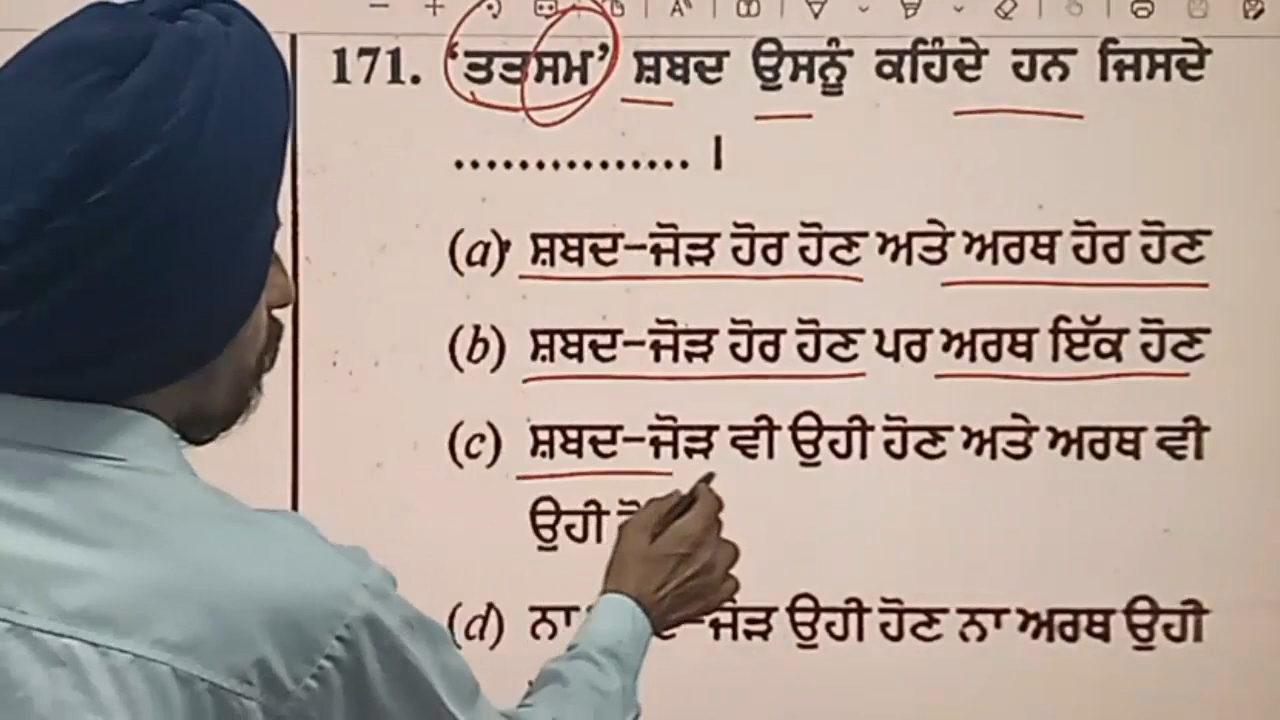 171. ‘ਤਤਸਮ’ ਸ਼ਬਦ ਉਸਨੂੰ ਕਹਿੰਦੇ ਹਨ ਜਿਸਦੇ
............... ।
(a) ਸ਼ਬਦ-ਜੋੜ ਹੋਰ ਹੋਣ ਅਤੇ ਅਰਥ ਹੋਰ ਹੋਣ
(b) ਸ਼ਬਦ-ਜੋੜ ਹੋਰ ਹੋਣ ਪਰ ਅਰਥ ਇੱਕ ਹੋਣ
(c) ਸ਼ਬਦ-ਜੋੜ ਵੀ ਉਹੀ ਹੋਣ ਅਤੇ ਅਰਥ ਵੀ
ਉਹੀ
(d) ਨਾ ਜੋੜ ਉਹੀ ਹੋਣ ਨਾ ਅਰਥ ਉਹੀ